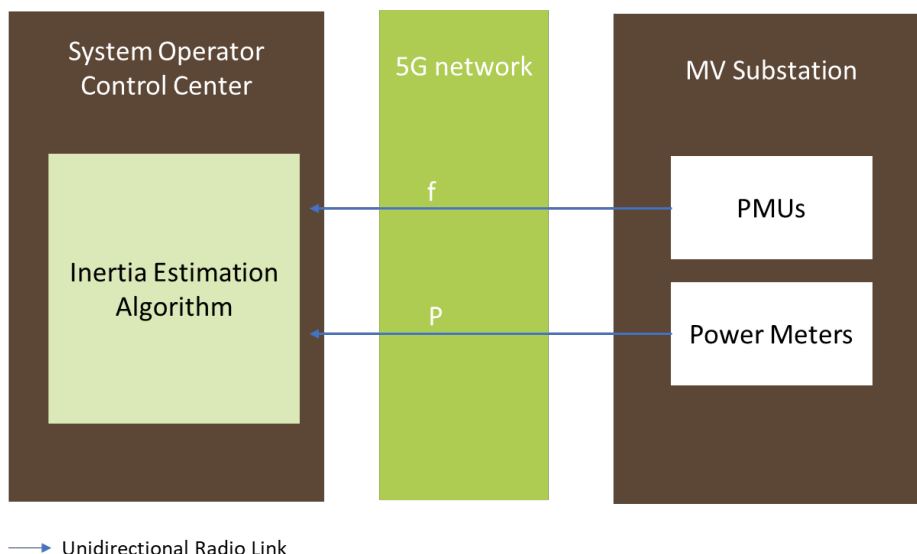 System Operator
Control Center
5G network
MV Substation
f
PMUs
Inertia Estimation
Algorithm
P
Power Meters
Unidirectional Radio Link